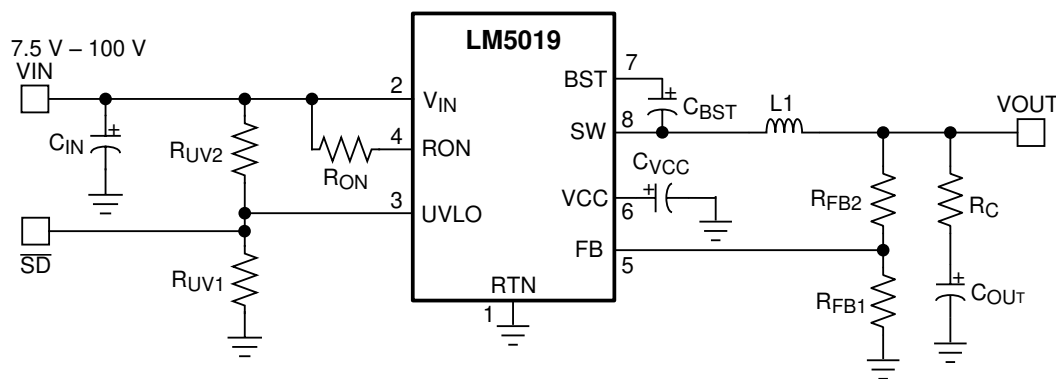 LM5019
7.5 V – 100 V
VIN
2
VIN
7
BST
CBST
8
SW
L1
VOUT
CIN
+
RUV2
4
RON
RON
CVCC
+
VCC
6
3
UVLO
RFB2
RC
SD
FB
5
RUV1
RTN
1
RFB1
+
COUT
+